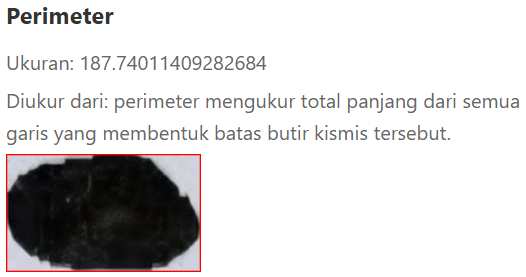 Perimeter
Ukuran: 187.74011409282684
Diukur dari: perimeter mengukur total panjang dari semua
garis yang membentuk batas butir kismis tersebut.